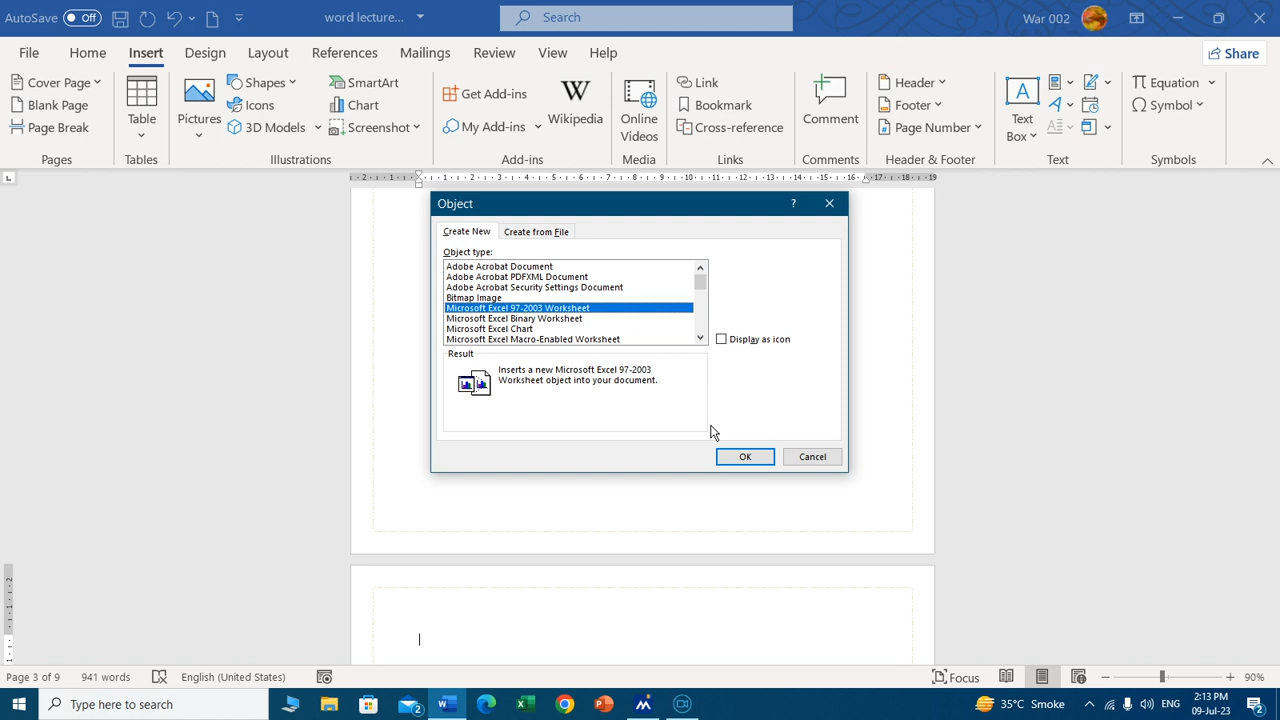 AutoSave Off word lecture... Search War 002
File Home Insert Design Layout References Mailings Review View Help Share
Cover Page
Blank Page
Page Break
Pages
Table
Tables
Pictures
Shapes
Icons
3D Models
SmartArt
Chart
Screenshot
Illustrations
Get Add-ins
My Add-ins
W
Wikipedia
Add-ins
Online
Videos
Media
Link
Bookmark
Cross-reference
Links
Comment
Comments
Header
Footer
Page Number
Header & Footer
A
Text
Box
Text
Equation
Symbol
Symbols
Object ?
Create New Create from File
Object type:
Adobe Acrobat Document
Adobe Acrobat PDFXML Document
Adobe Acrobat Security Settings Document
Bitmap Image
Microsoft Excel 97-2003 Worksheet
Microsoft Excel Binary Worksheet
Microsoft Excel Chart
Microsoft Excel Macro-Enabled Worksheet
Display as icon
Result
Inserts a new Microsoft Excel 97-2003
Worksheet object into your document.
OK Cancel
Page 3 of 9 941 words English (United States) Focus 90%
Type here to search 35°C Smoke ENG 2:13 PM
09-Jul-23